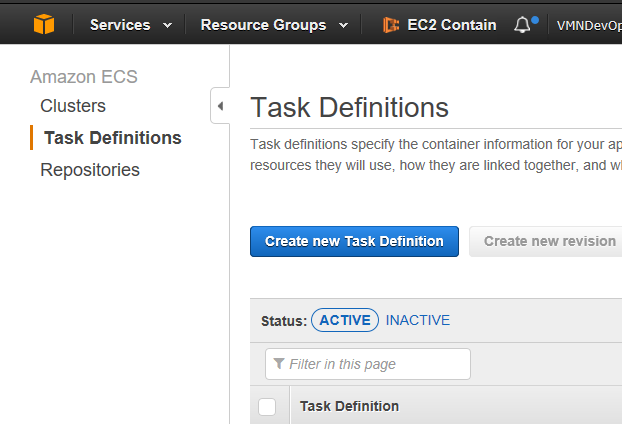 Services Resource Groups EC2 Contain VMNDevOp
Amazon ECS
Clusters
Task Definitions
Repositories
Task Definitions
Task definitions specify the container information for your ap
resources they will use, how they are linked together, and wh
Create new Task Definition Create new revision
Status: ACTIVE INACTIVE
Filter in this page
Task Definition